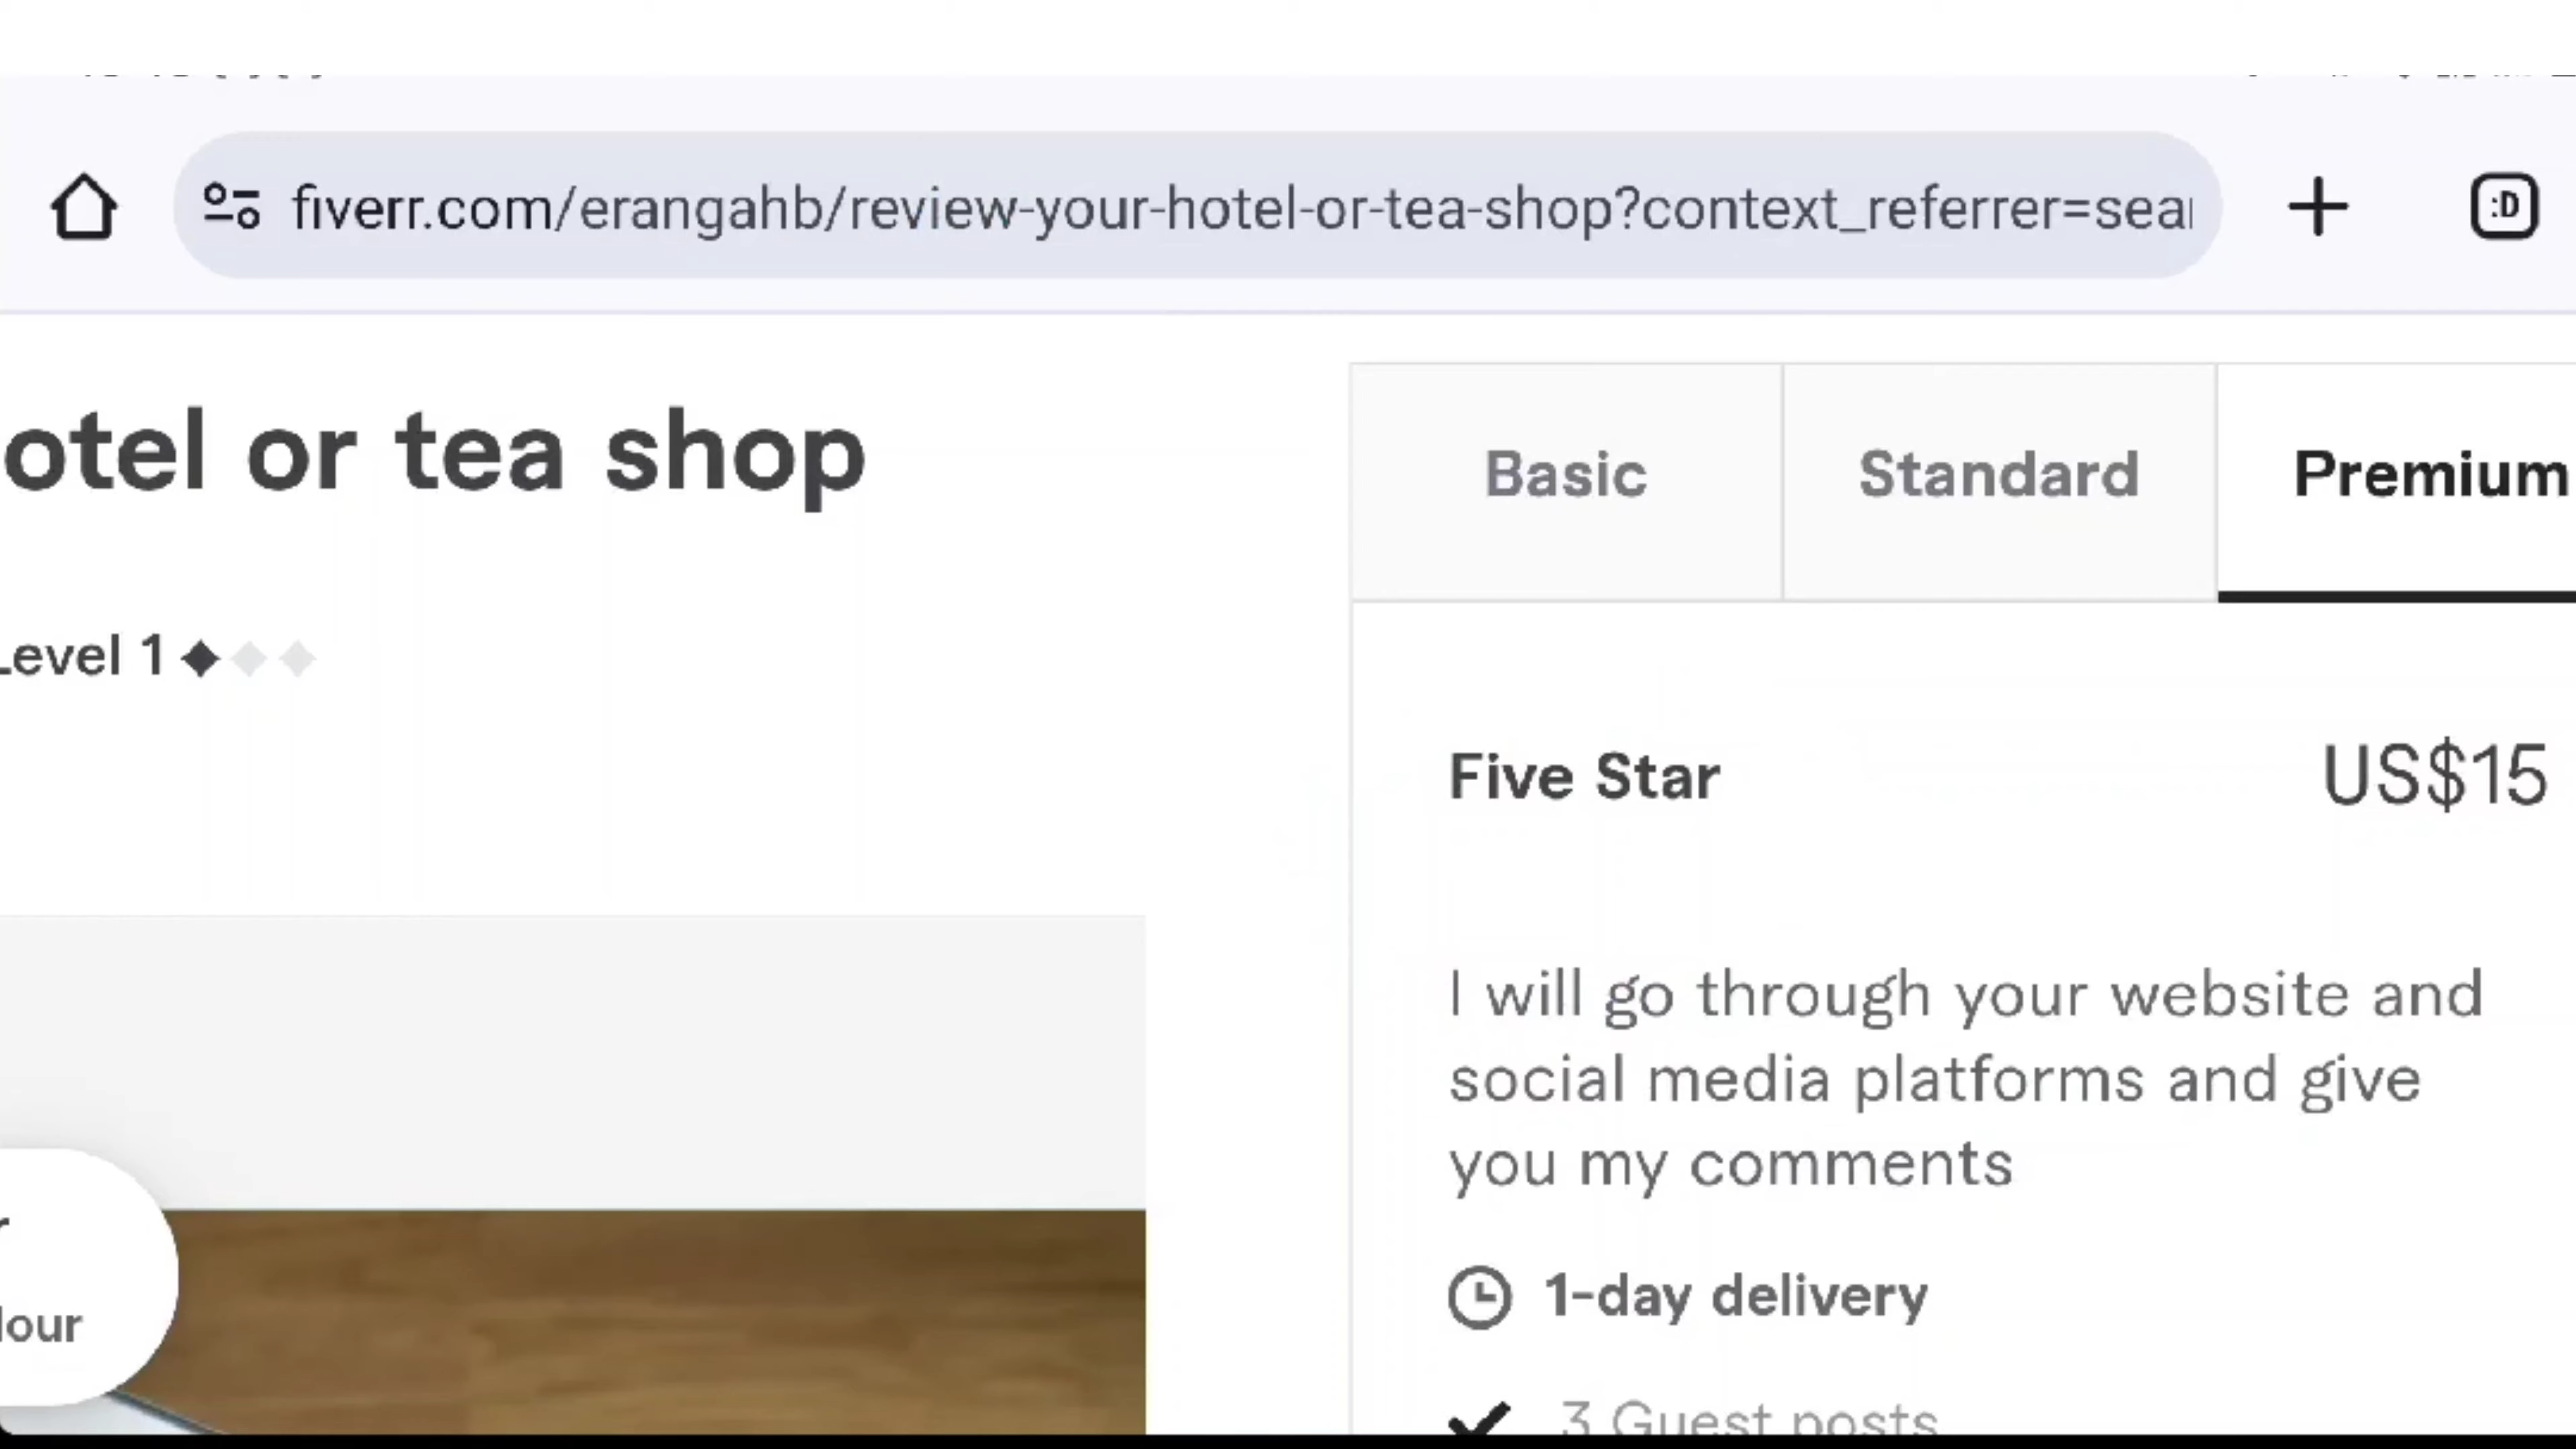 fiverr.com/erangahb/review-your-hotel-or-tea-shop?context_referrer=sea
:D
otel or tea shop
Level 1
Basic
Standard
Premium
Five Star
US$15
I will go through your website and
social media platforms and give
you my comments
1-day delivery
3 Guest posts